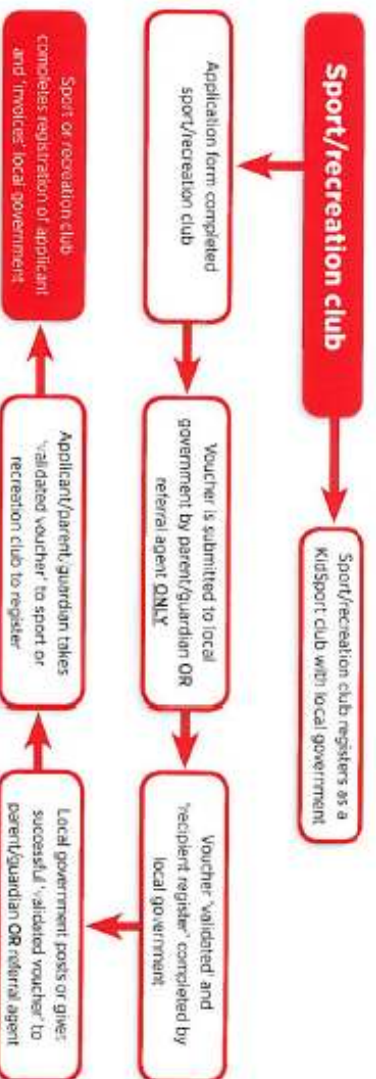 Sport/recreation club
Sport/recreation club registers as a
KidSport club with local government
Application form completed
sport/recreation club
Voucher is submitted to local
government by parent/guardian OR
referral agent ONLY
Voucher 'validated' and
'recipient register' completed by
local government
Local government posts or gives
successful 'validated voucher' to
parent/guardian OR referral agent
Applicant/parent/guardian takes
'validated voucher' to sport or
recreation club to register
Sport or recreation club
completes registration of applicant
and 'invoices' local government